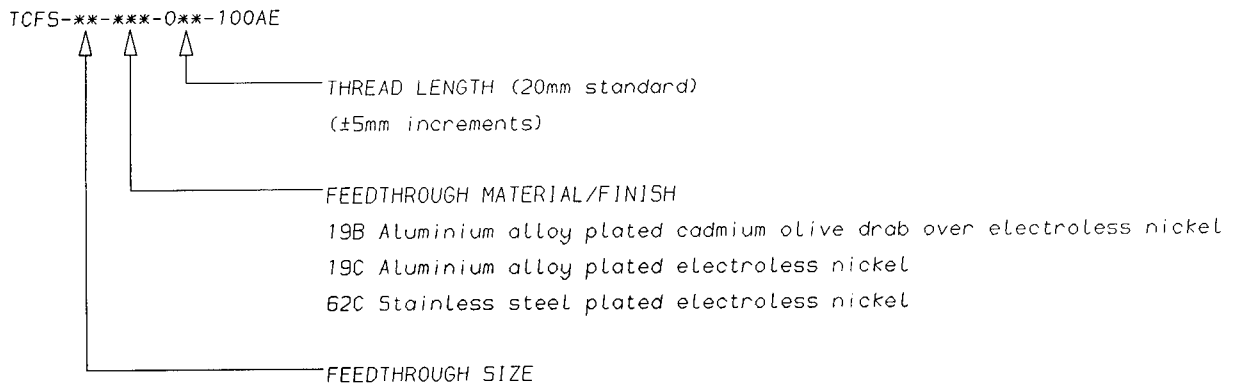 TCFS-**-***-0**-100AE
THREAD LENGTH (20mm standard)
(±5mm increments)
FEEDTHROUGH MATERIAL/FINISH
19B Aluminium alloy plated cadmium olive drab over electroless nickel
19C Aluminium alloy plated electroless nickel
62C Stainless steel plated electroless nickel
FEEDTHROUGH SIZE